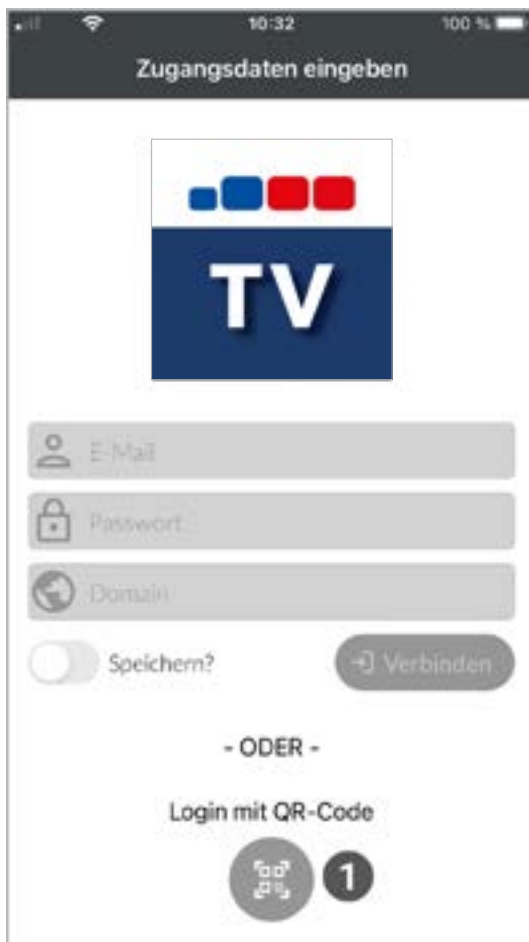 10:32
100 %
Zugangsdaten eingeben
TV
E-Mail
Passwort
Domain
Speichern?
Verbinden
- ODER -
Login mit QR-Code
1